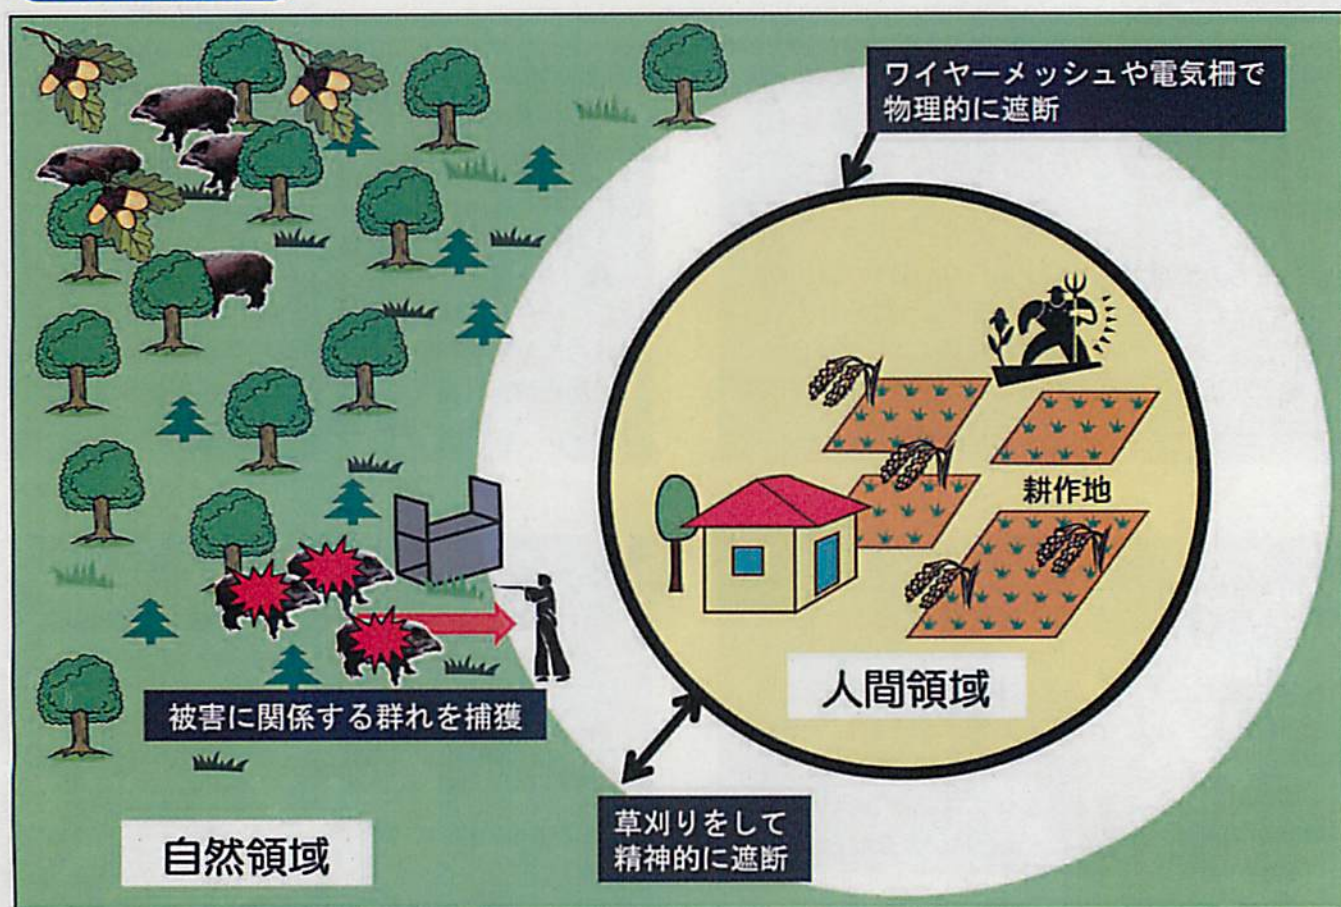 ワイヤーメッシュや電気柵で
物理的に遮断
耕作地
人間領域
被害に関係する群れを捕獲
草刈りをして
精神的に遮断
自然領域